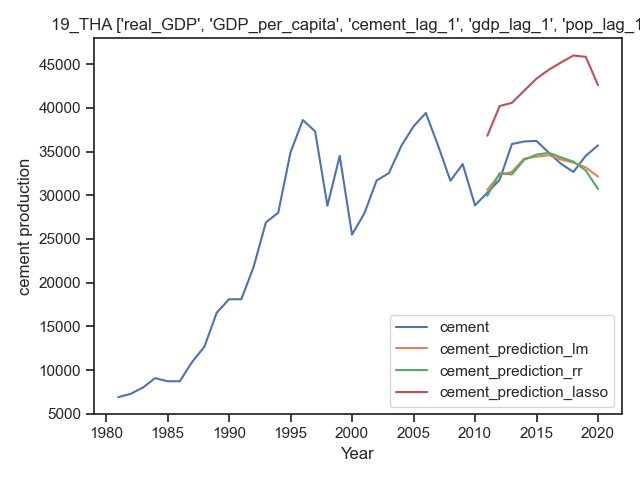 19_THA ['real_GDP', 'GDP_per_capita', 'cement_lag_1', 'gdp_lag_1', 'pop_lag_1
45000
40000
35000
30000
25000
20000
15000
10000
5000
cement production
cement
cement_prediction_lm
cement_prediction_rr
cement_prediction_lasso
1980 1985 1990 1995 2000 2005 2010 2015 2020
Year